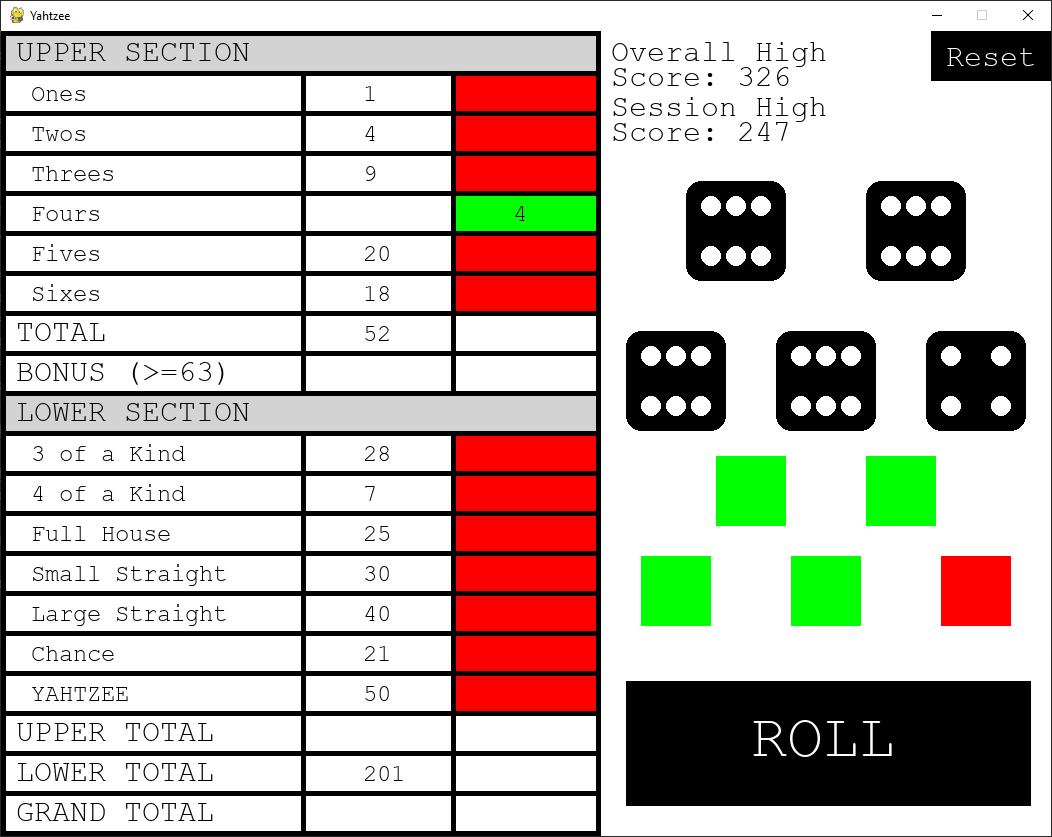 Yahtzee
UPPER SECTION
Ones 1
Twos 4
Threes 9
Fours 4
Fives 20
Sixes 18
TOTAL 52
BONUS (>=63)
LOWER SECTION
3 of a Kind 28
4 of a Kind 7
Full House 25
Small Straight 30
Large Straight 40
Chance 21
YAHTZEE 50
UPPER TOTAL
LOWER TOTAL 201
GRAND TOTAL
Overall High
Score: 326
Session High
Score: 247
Reset
ROLL